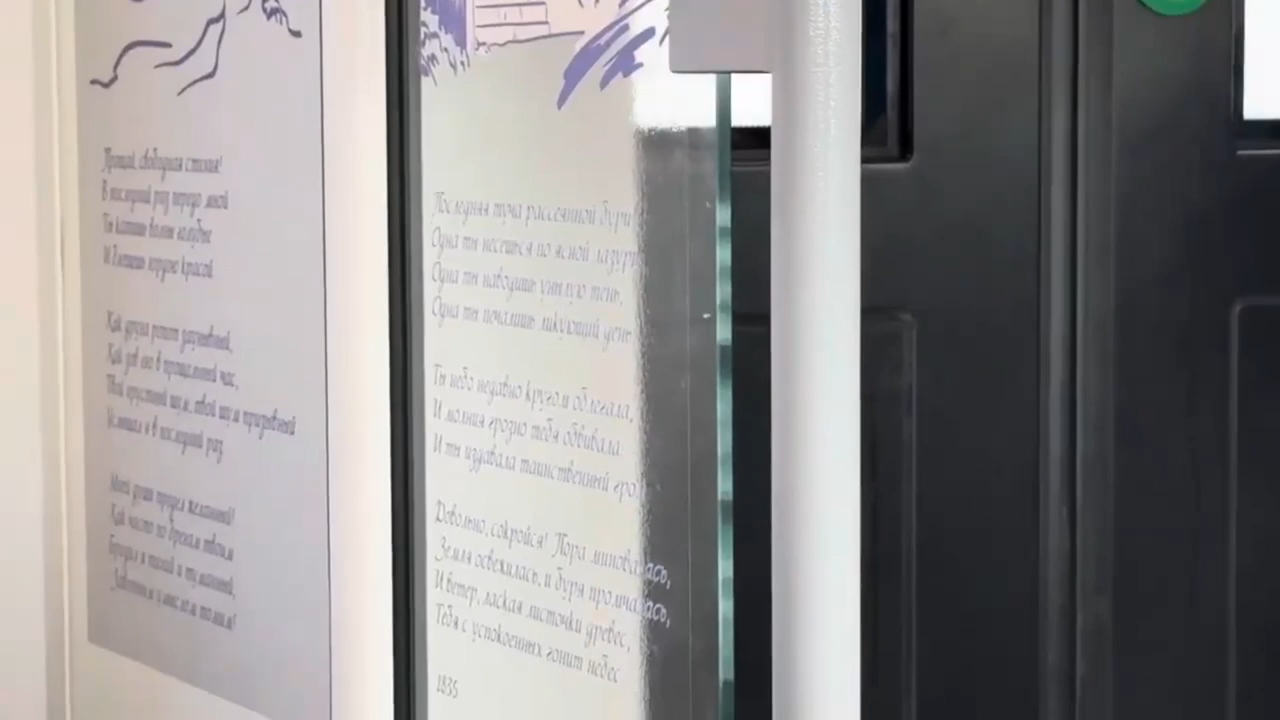 Прощай, свободная стихия!
В последний раз передо мной
Ты катишь волны голубые
И блещешь гордою красой
Как друга ропот заунывный,
Как зов его в прощальный час,
Твой грустный шум, твой шум призывный
Услышал я в последний раз
Моей души предел желанный!
Как часто по брегам твоим
Бродил я тихий и туманный,
Заветным умыслом томим!
Последняя туча рассеянной бури
Одна ты несешься по ясной лазури
Одна ты наводишь унылую тень,
Одна ты печалишь ликующий день
Ты небо недавно кругом облегала,
И молния грозно тебя обвивала
И ты издавала таинственный гро
Довольно, сокройся! Пора миновалась,
Земля освежилась, и буря промчалась,
И ветер, лаская листочки древес,
Тебя с успокоенных гонит небес
1835